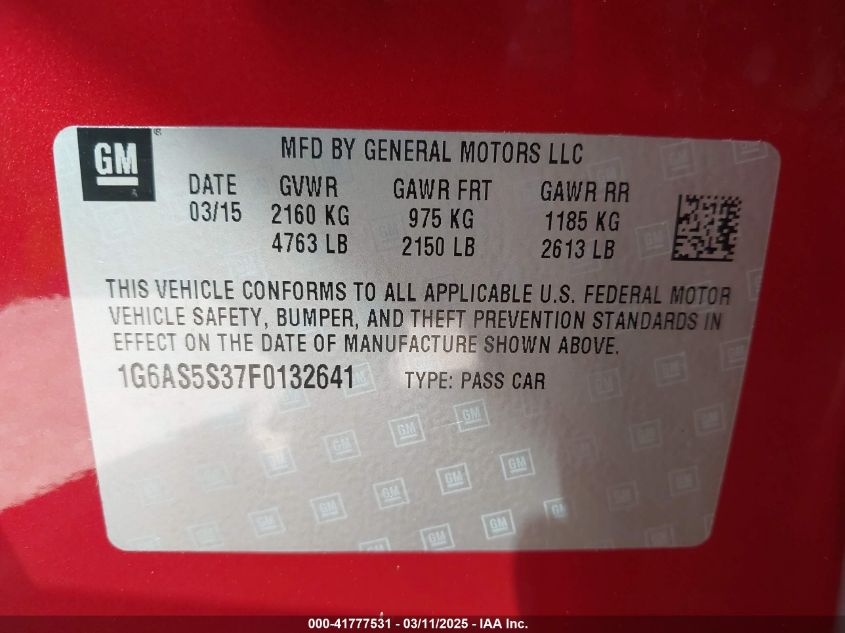 GM ® MFD BY GENERAL MOTORS LLC
DATE GVWR GAWR FRT GAWR RR
03/15 2160 KG 975 KG 1185 KG
4763 LB 2150 LB 2613 LB
THIS VEHICLE CONFORMS TO ALL APPLICABLE U.S. FEDERAL MOTOR
VEHICLE SAFETY, BUMPER, AND THEFT PREVENTION STANDARDS IN
EFFECT ON THE DATE OF MANUFACTURE SHOWN ABOVE.
1G6AS5S37F0132641 TYPE: PASS CAR
000-41777531 - 03/11/2025 - IAA Inc.